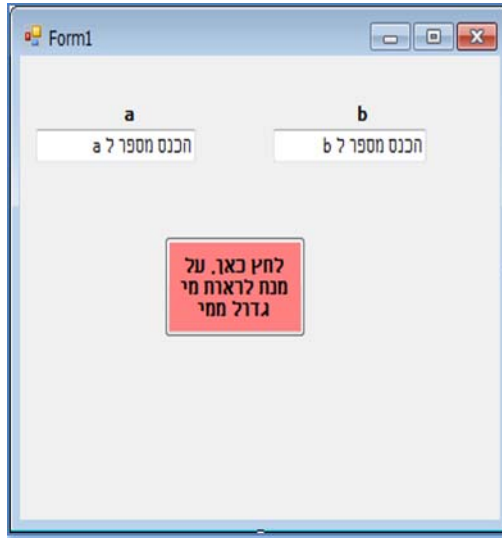 Form1
a
b
הכנס מספר ל a
הכנס מספר ל b
לחץ כאן, על
מנת לראות מי
גדול ממי